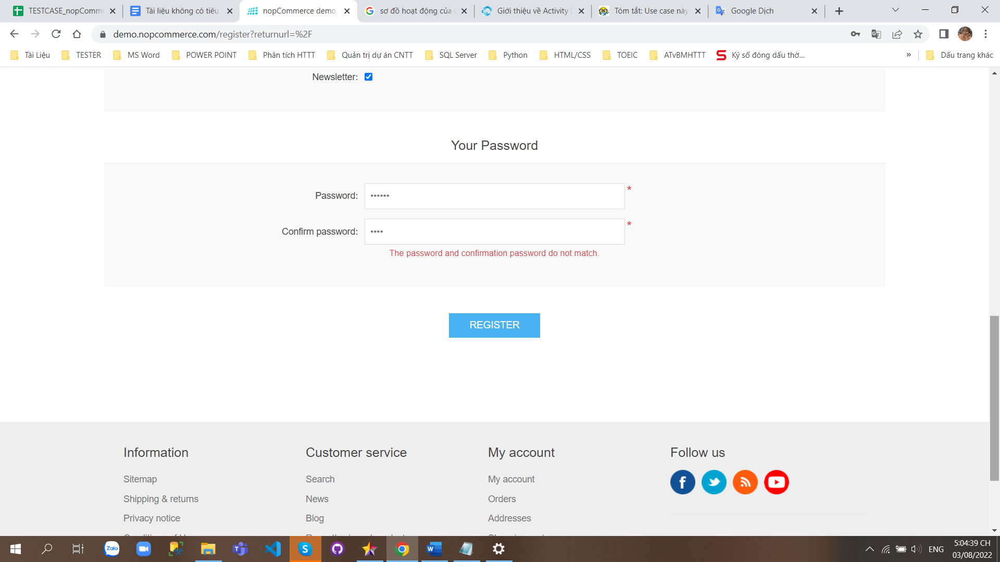 TESTCASE_nopComme
Tài liệu không có tiêu
nopCommerce demo
sơ đồ hoạt động của
Giới thiệu về Activity D
Tóm tắt: Use case này
Google Dịch
demo.nopcommerce.com/register?returnurl=%2F
Tài Liệu
TESTER
MS Word
POWER POINT
Phân tích HTTT
Quản trị dự án CNTT
SQL Server
Python
HTML/CSS
TOEIC
ATvBMHTTT
Ký số đóng dấu thờ...
»
Dấu trang khác
Newsletter:
Your Password
Password: •••••• *
Confirm password: •••• *
The password and confirmation password do not match.
REGISTER
Information
Sitemap
Shipping & returns
Privacy notice
Customer service
Search
News
Blog
My account
My account
Orders
Addresses
Follow us
Zalo
ENG
5:04:39 CH
03/08/2022